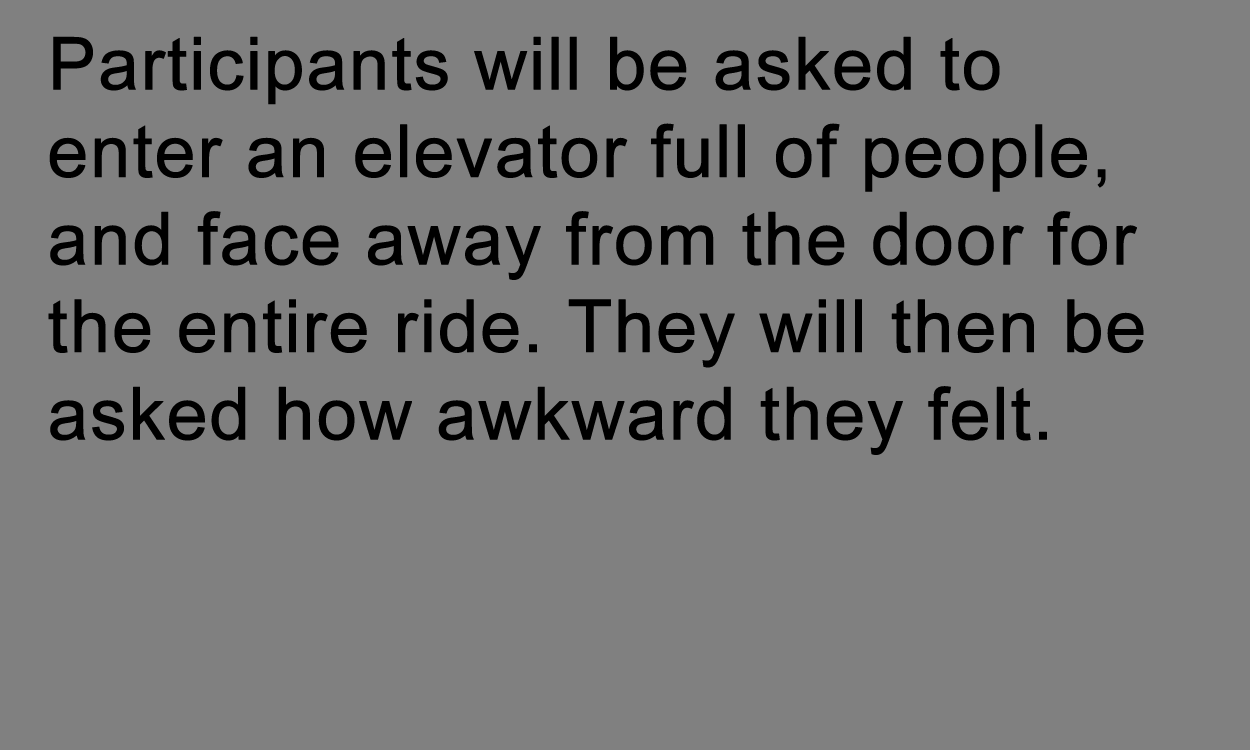 Participants will be asked to
enter an elevator full of people,
and face away from the door for
the entire ride. They will then be
asked how awkward they felt.